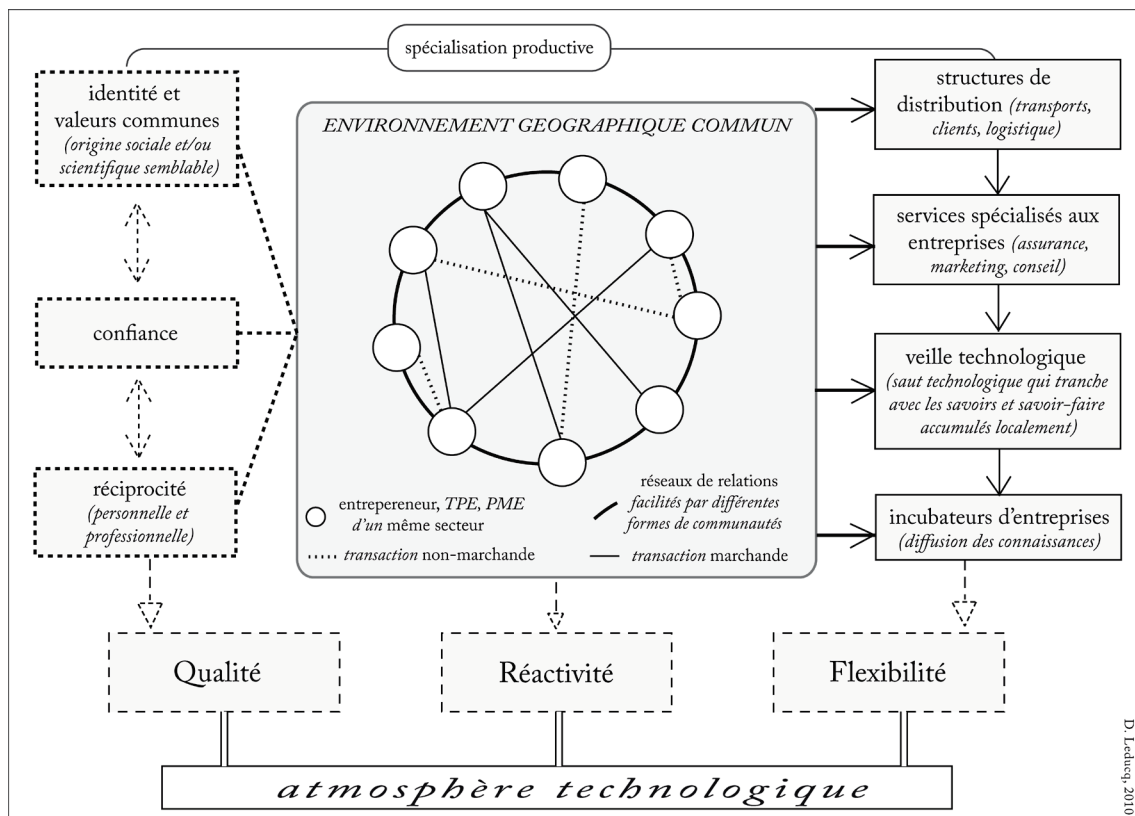 spécialisation productive
identité et
valeurs communes
(origine sociale et/ou
scientifique semblable)
confiance
réciprocité
(personnelle et
professionnelle)
ENVIRONNEMENT GEOGRAPHIQUE COMMUN
entrepereneur, TPE, PME
d'un même secteur
transaction non-marchande
réseaux de relations
facilités par différentes
formes de communautés
transaction marchande
structures de
distribution (transports,
clients, logistique)
services spécialisés aux
entreprises (assurance,
marketing, conseil)
veille technologique
(saut technologique qui tranche
avec les savoirs et savoir-faire
accumulés localement)
incubateurs d'entreprises
(diffusion des connaissances)
Qualité
Réactivité
Flexibilité
atmosphère technologique
D. Leducq, 2010